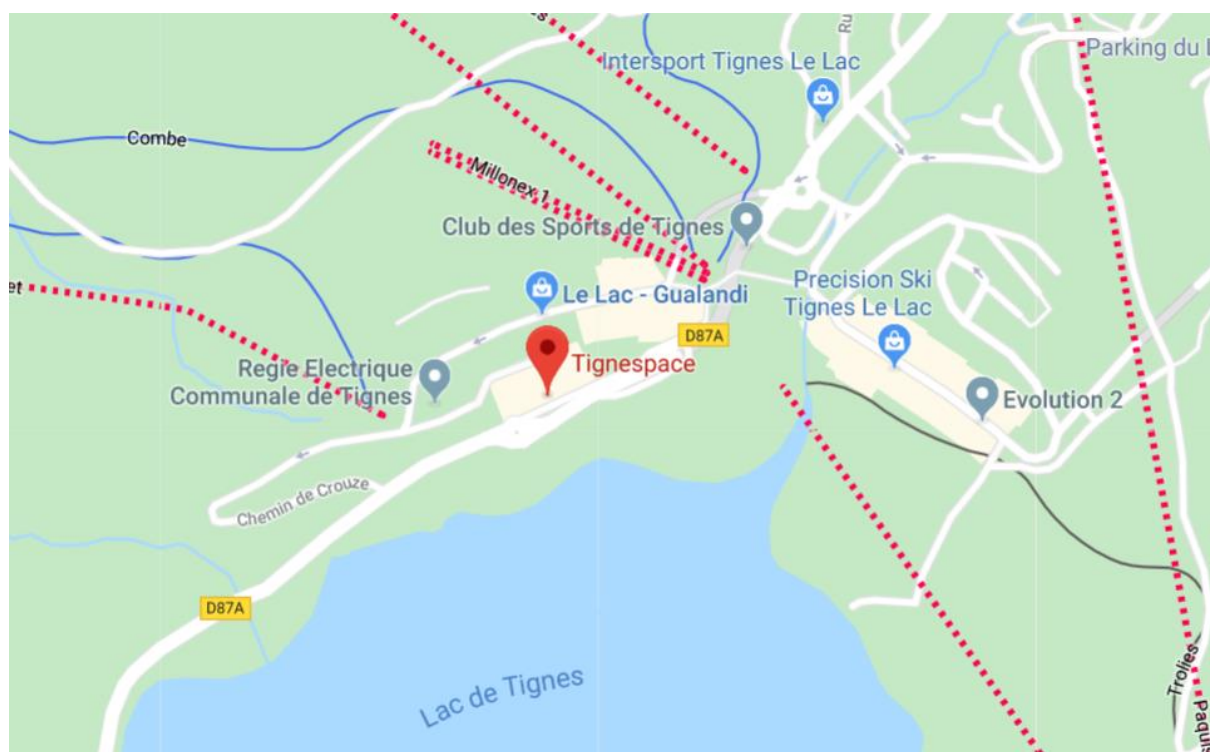 Intersport Tignes Le Lac
Parking du
Combe
Millonex 1
Club des Sports de Tignes
Precision Ski
Tignes Le Lac
et
Le Lac - Gualandi
D87A
Tignespace
Regie Electrique
Communale de Tignes
Evolution 2
Chemin de Crouze
D87A
Lac de Tignes
Trolles
Paquis